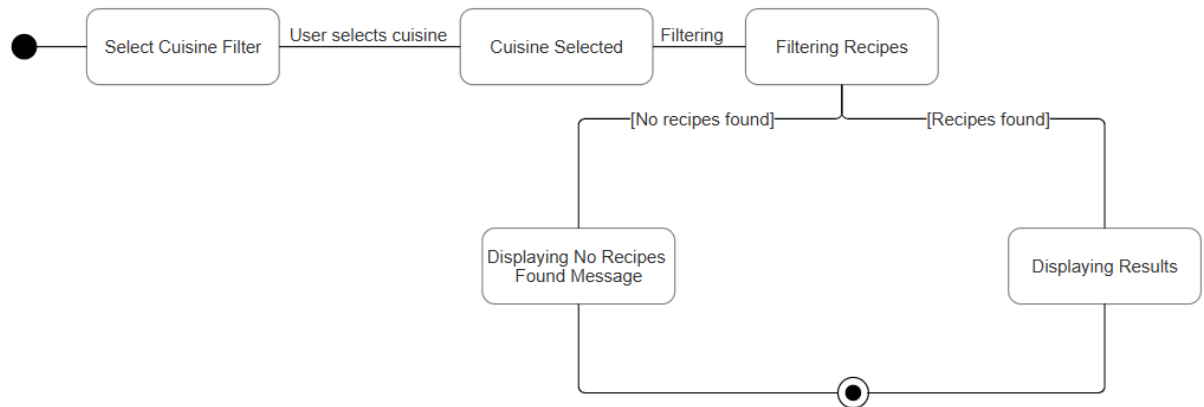 Select Cuisine Filter
User selects cuisine
Cuisine Selected
Filtering
Filtering Recipes
[No recipes found]
[Recipes found]
Displaying No Recipes
Found Message
Displaying Results